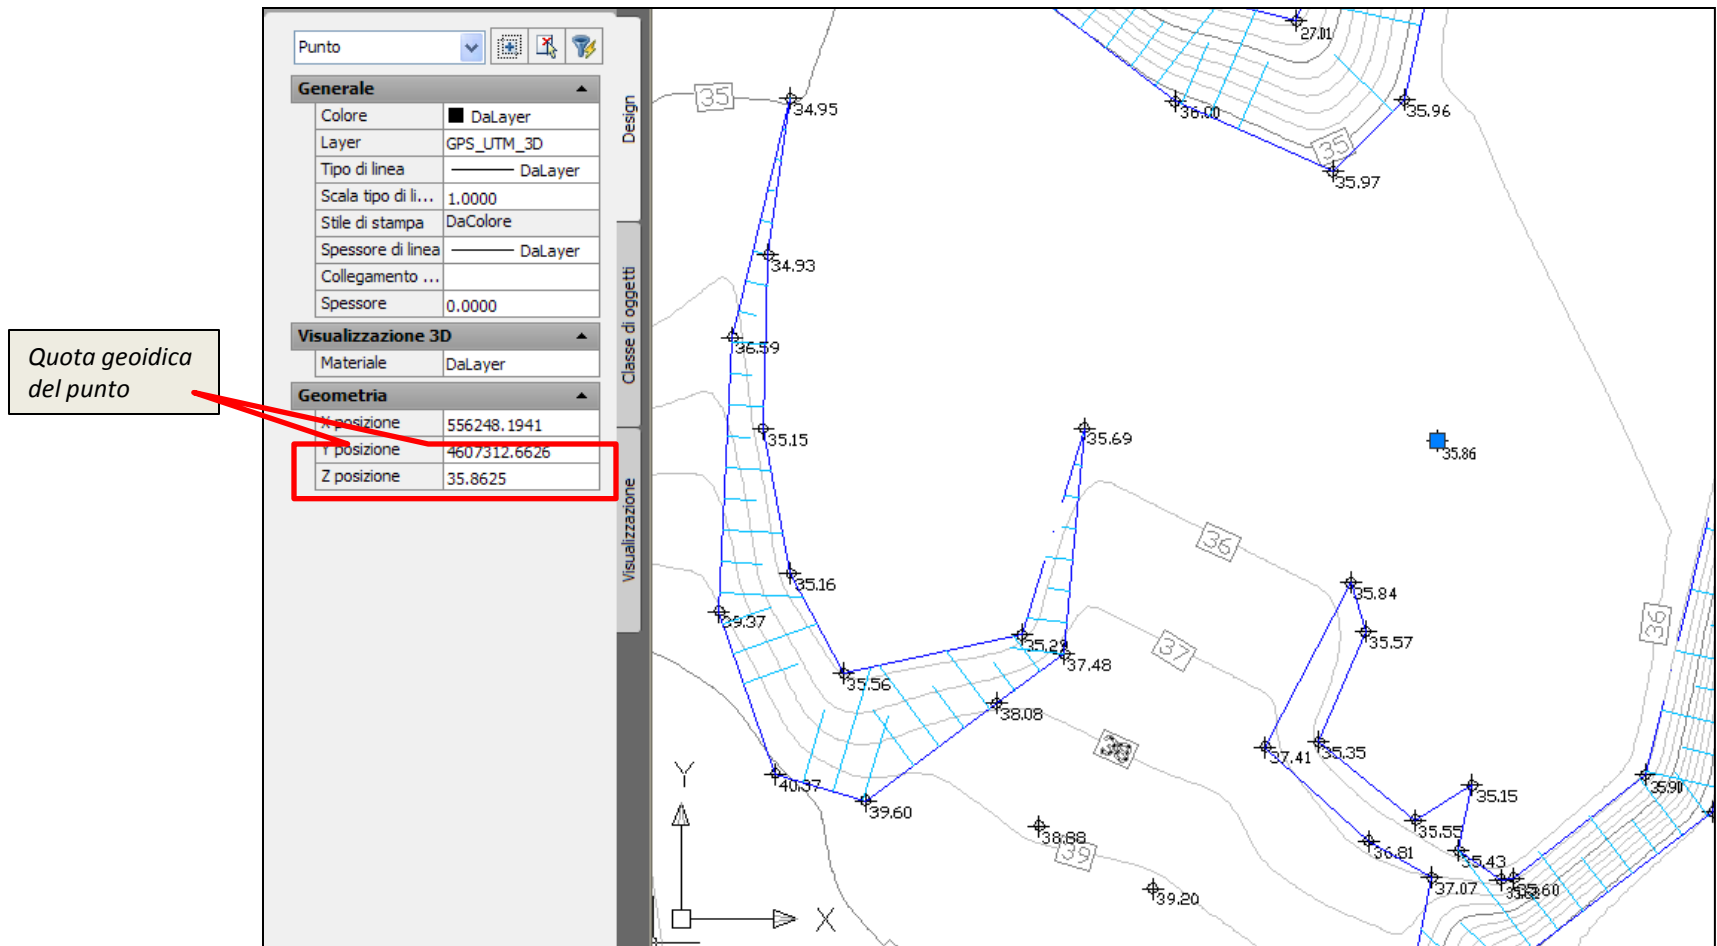 Quota geoidica
del punto
Punto
Generale
Colore DaLayer
Layer GPS_UTM_3D
Tipo di linea DaLayer
Scala tipo di li... 1.0000
Stile di stampa DaColore
Spessore di linea DaLayer
Collegamento ...
Spessore 0.0000
Visualizzazione 3D
Materiale DaLayer
Geometria
X posizione 556248.1941
Y posizione 4607312.6626
Z posizione 35.8625
Design
Classe di oggetti
Visualizzazione
27.01
35
34.95
36.00
35.96
35
35.97
34.93
36.59
35.15
35.69
35.86
36
35.16
35.84
39.37
35.29
35.57
36
37
37.48
35.56
38.08
38
37.41
35.35
40.37
39.60
35.15
35.90
38.88
35.55
39
36.81
35.43
37.07
35.60
39.20
Y
X